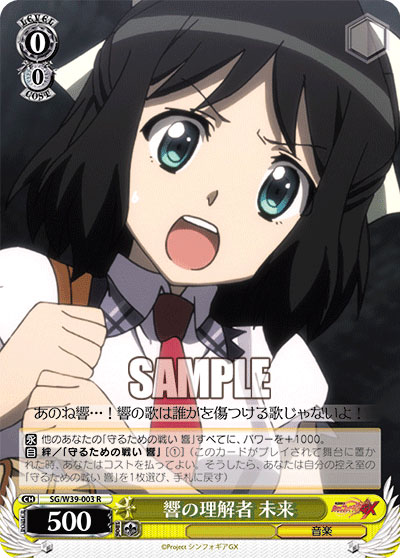 LEVEL
0
0
COST
SAMPLE
あのね響…！響の歌は誰かを傷つける歌じゃないよ！
永 他のあなたの「守るための戦い 響」すべてに、パワーを＋1000。
自 絆／「守るための戦い 響」［①］（このカードがプレイされて舞台に置か
れた時、あなたはコストを払ってよい。そうしたら、あなたは自分の控え室の
「守るための戦い 響」を1枚選び、手札に戻す）
CH SG/W39-003 R
500
響の理解者 未来
音楽
©Project シンフォギアGX